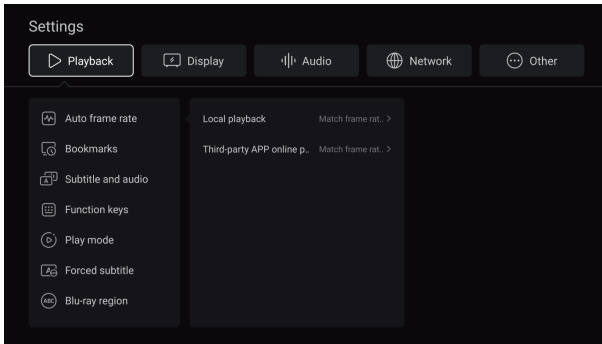 Settings
Playback
Display
Audio
Network
Other
Auto frame rate
Local playback
Match frame rat.. >
Bookmarks
Third-party APP online p..
Match frame rat.. >
Subtitle and audio
Function keys
Play mode
Forced subtitle
ABC Blu-ray region